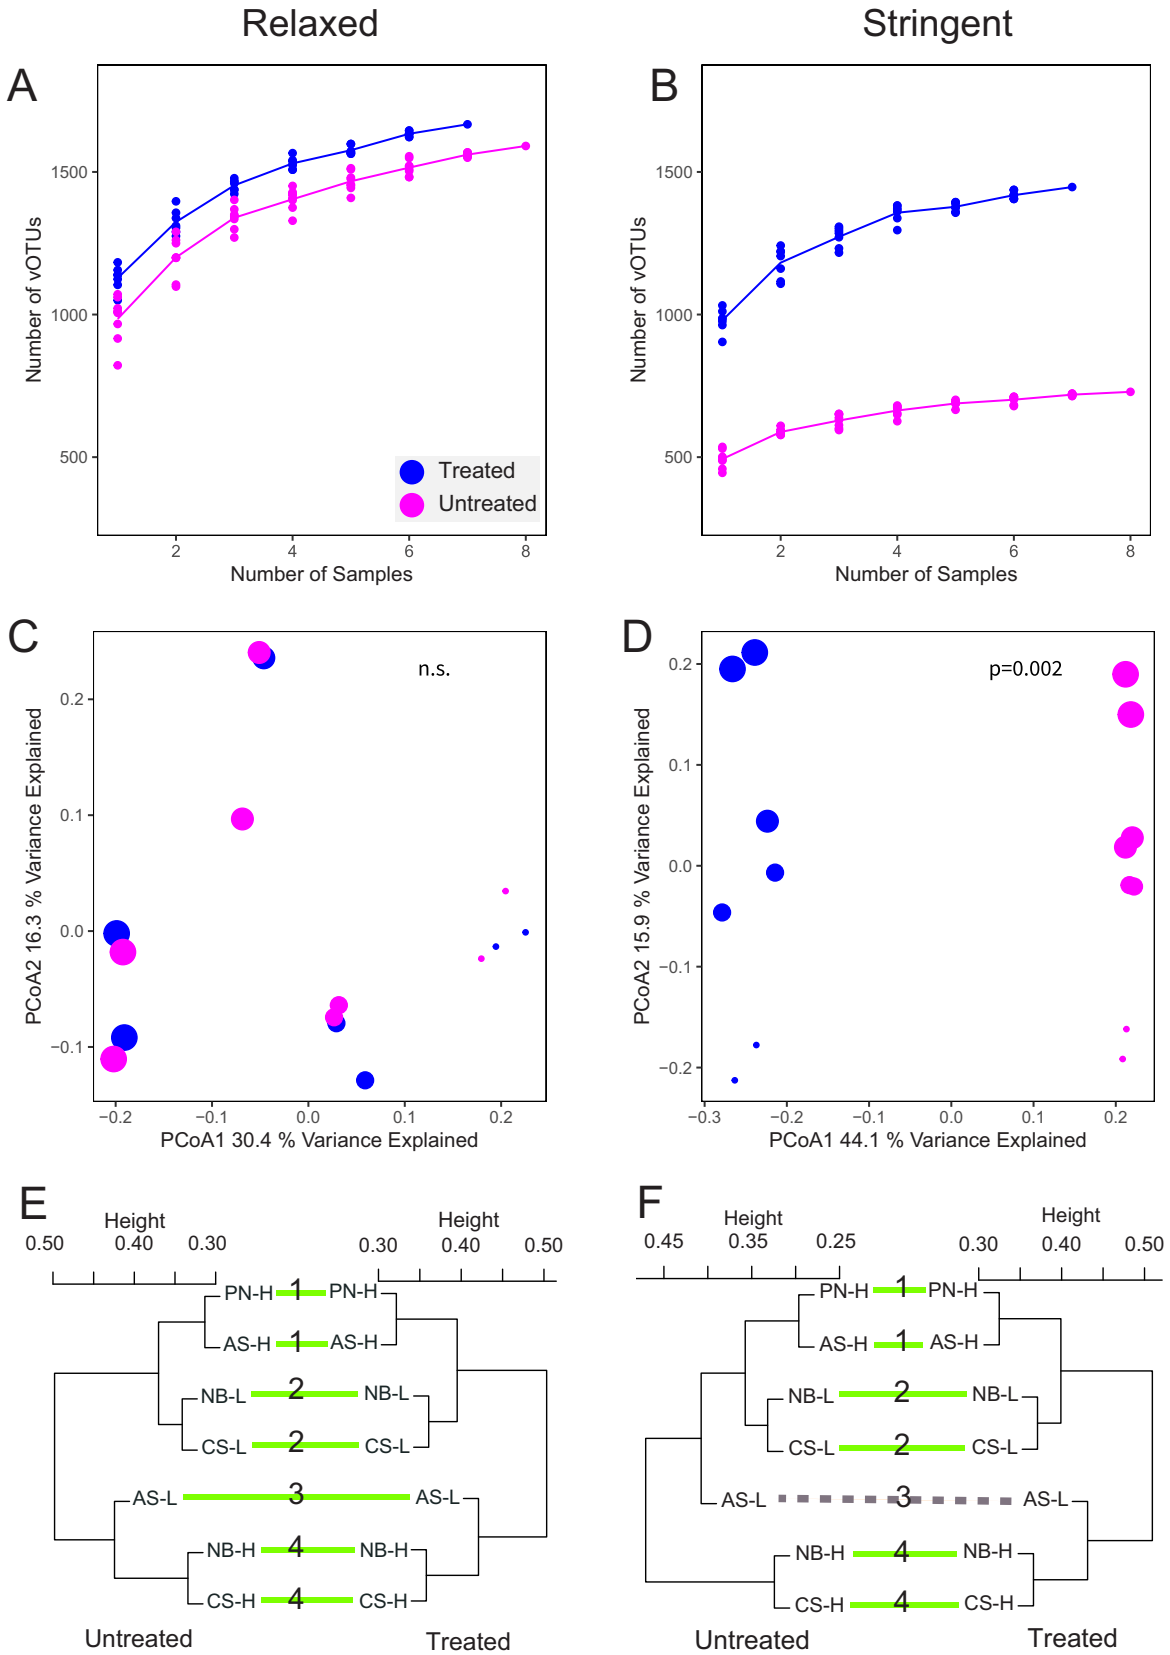 Relaxed
Stringent
A
B
Number of vOTUs
1500
1000
500
Treated
Untreated
2
4
6
8
Number of Samples
Number of vOTUs
1500
1000
500
2
4
6
8
Number of Samples
C
n.s.
PCoA2 16.3 % Variance Explained
0.2
0.1
0.0
−0.1
−0.2
−0.1
0.0
0.1
0.2
PCoA1 30.4 % Variance Explained
D
p=0.002
PCoA2 15.9 % Variance Explained
0.2
0.1
0.0
−0.1
−0.2
−0.3
−0.2
−0.1
0.0
0.1
0.2
PCoA1 44.1 % Variance Explained
E
Height
Height
0.50 0.40 0.30
0.30 0.40 0.50
PN-H 1 PN-H
AS-H 1 AS-H
NB-L 2 NB-L
CS-L 2 CS-L
AS-L 3 AS-L
NB-H 4 NB-H
CS-H 4 CS-H
Untreated
Treated
F
Height
Height
0.45 0.35 0.25
0.30 0.40 0.50
PN-H 1 PN-H
AS-H 1 AS-H
NB-L 2 NB-L
CS-L 2 CS-L
AS-L 3 AS-L
NB-H 4 NB-H
CS-H 4 CS-H
Untreated
Treated